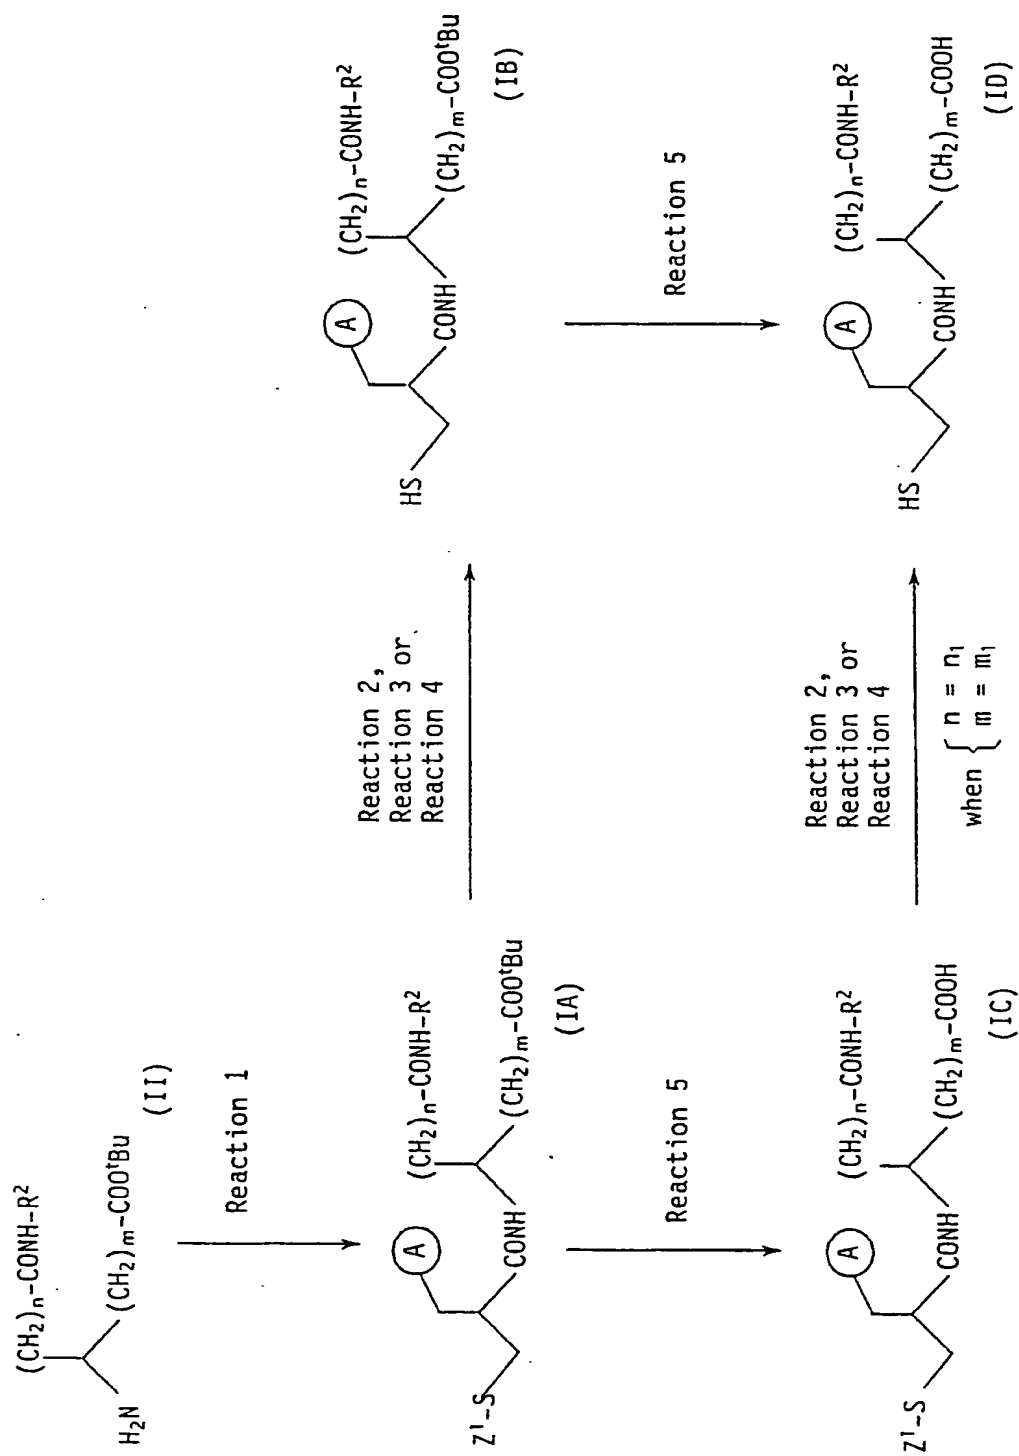 (CH₂)ₙ-CONH-R²
H₂N
(CH₂)ₘ-COOᵗBu
(II)
Reaction 1
Z¹-S
A
CONH
(CH₂)ₙ-CONH-R²
(CH₂)ₘ-COOᵗBu
(IA)
Reaction 2,
Reaction 3 or
Reaction 4
HS
A
CONH
(CH₂)ₙ-CONH-R²
(CH₂)ₘ-COOᵗBu
(IB)
Reaction 5
Reaction 5
Z¹-S
A
CONH
(CH₂)ₙ-CONH-R²
(CH₂)ₘ-COOH
(IC)
Reaction 2,
Reaction 3 or
Reaction 4
when { n = n₁
m = m₁
HS
A
CONH
(CH₂)ₙ-CONH-R²
(CH₂)ₘ-COOH
(ID)